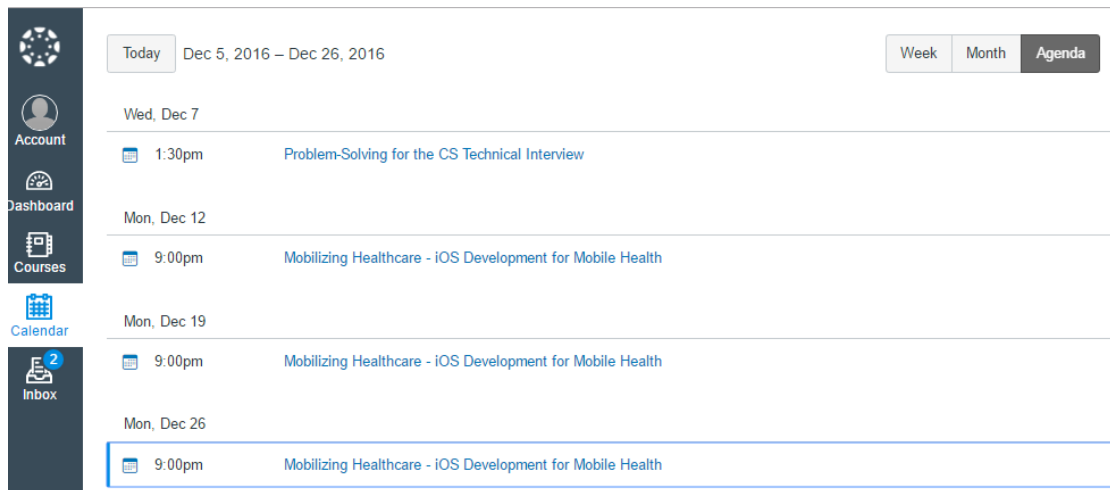 Today Dec 5, 2016 – Dec 26, 2016 Week Month Agenda
Account
Dashboard
Courses
Calendar
2
Inbox
Wed, Dec 7
1:30pm Problem-Solving for the CS Technical Interview
Mon, Dec 12
9:00pm Mobilizing Healthcare - iOS Development for Mobile Health
Mon, Dec 19
9:00pm Mobilizing Healthcare - iOS Development for Mobile Health
Mon, Dec 26
9:00pm Mobilizing Healthcare - iOS Development for Mobile Health